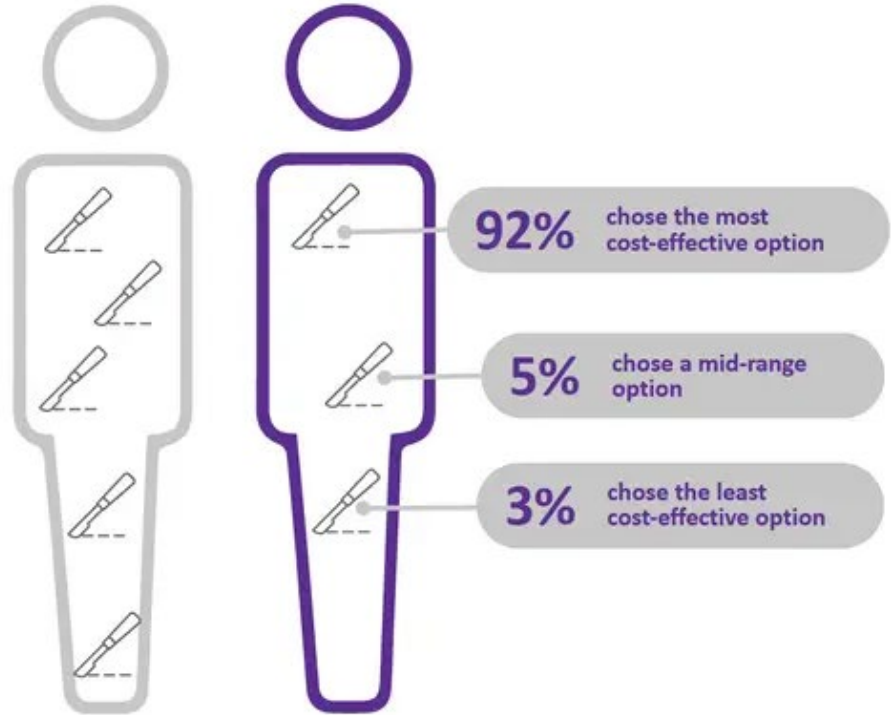 92% chose the most
cost-effective option
5% chose a mid-range
option
3% chose the least
cost-effective option